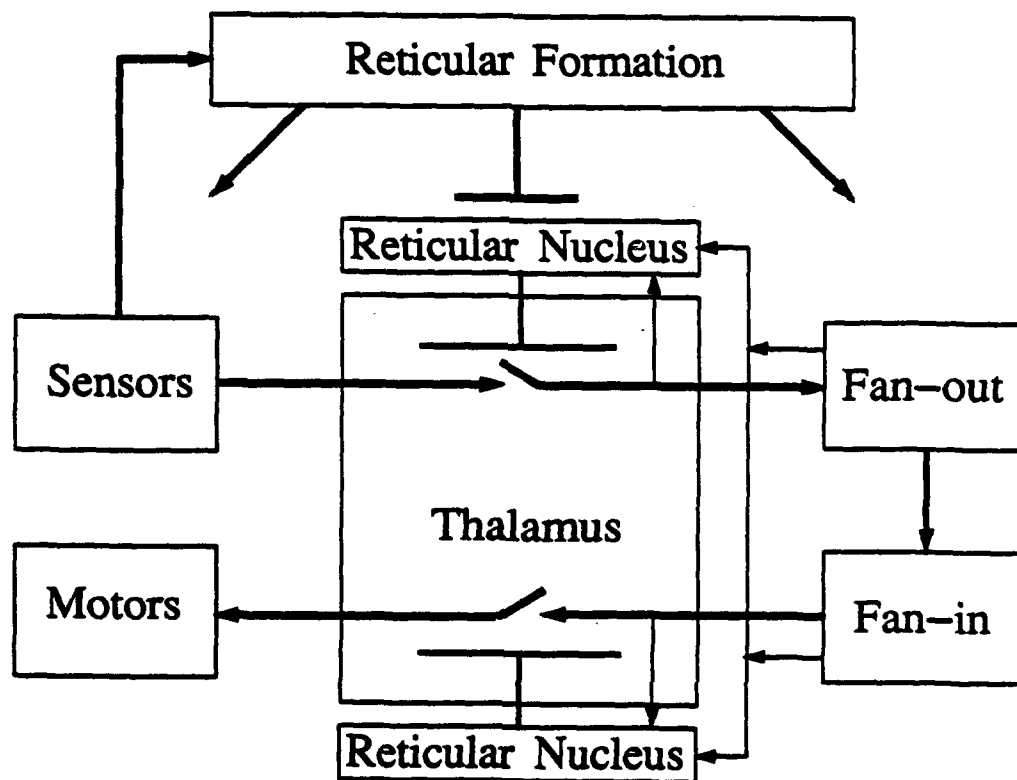 Reticular Formation
Reticular Nucleus
Sensors
Fan-out
Thalamus
Motors
Fan-in
Reticular Nucleus